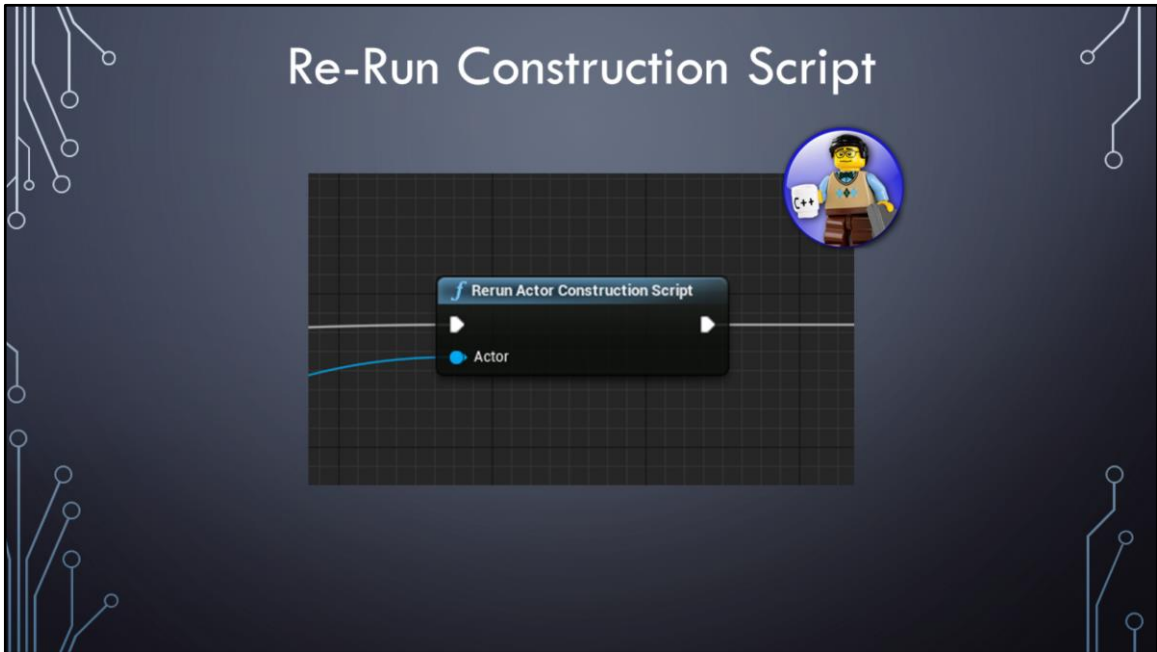 Re-Run Construction Script
C++
f Rerun Actor Construction Script
Actor